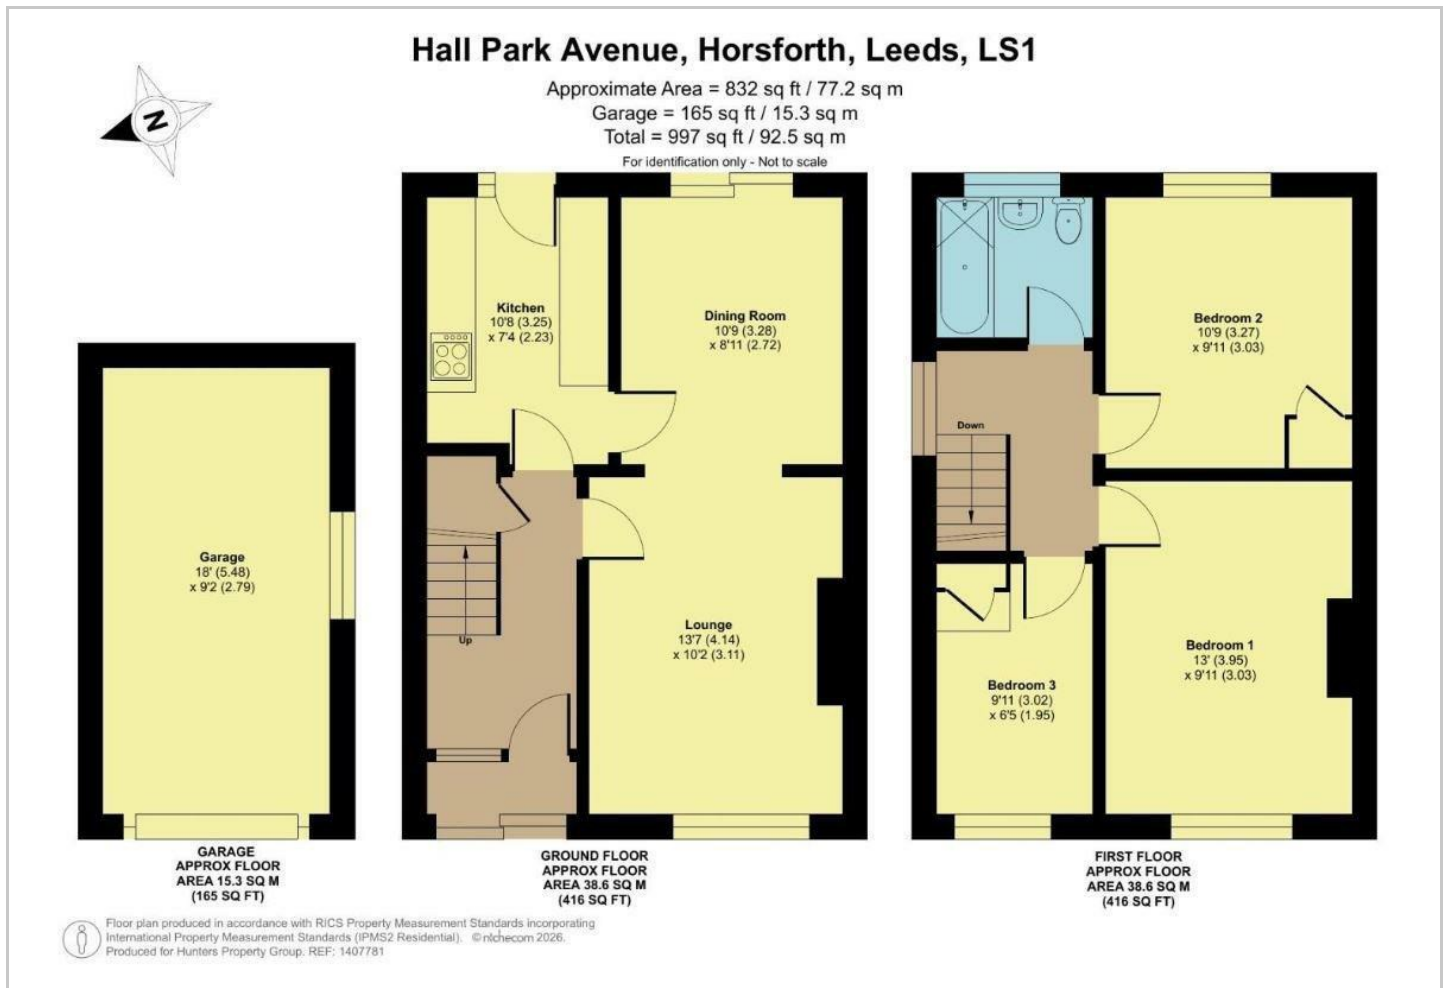 Hall Park Avenue, Horsforth, Leeds, LS1
Approximate Area = 832 sq ft / 77.2 sq m
Garage = 165 sq ft / 15.3 sq m
Total = 997 sq ft / 92.5 sq m
For identification only - Not to scale
N
Kitchen
10'8 (3.25)
x 7'4 (2.23)
Dining Room
10'9 (3.28)
x 8'11 (2.72)
Bedroom 2
10'9 (3.27)
x 9'11 (3.03)
Down
Garage
18' (5.48)
x 9'2 (2.79)
Up
Lounge
13'7 (4.14)
x 10'2 (3.11)
Bedroom 3
9'11 (3.02)
x 6'5 (1.95)
Bedroom 1
13' (3.95)
x 9'11 (3.03)
GARAGE
APPROX FLOOR
AREA 15.3 SQ M
(165 SQ FT)
GROUND FLOOR
APPROX FLOOR
AREA 38.6 SQ M
(416 SQ FT)
FIRST FLOOR
APPROX FLOOR
AREA 38.6 SQ M
(416 SQ FT)
Floor plan produced in accordance with RICS Property Measurement Standards incorporating
International Property Measurement Standards (IPMS2 Residential). © nichecom 2026.
Produced for Hunters Property Group. REF: 1407781